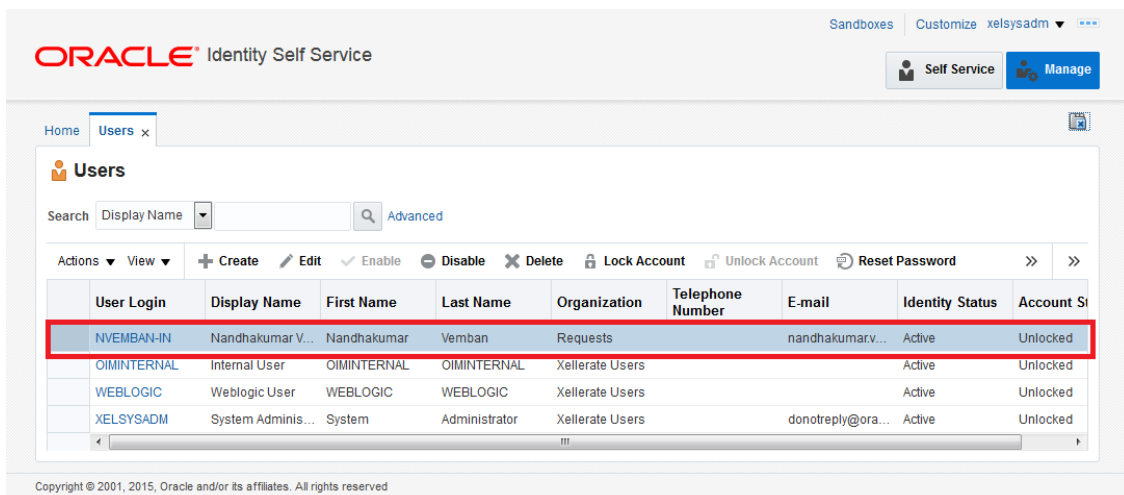 Sandboxes Customize xelsysadm
ORACLE Identity Self Service
Self Service Manage
Home Users x
Users
Search Display Name Advanced
Actions View Create Edit Enable Disable Delete Lock Account Unlock Account Reset Password » »
User Login Display Name First Name Last Name Organization Telephone Number E-mail Identity Status Account St
NVEMBAN-IN Nandhakumar V... Nandhakumar Vemban Requests nandhakumar.v... Active Unlocked
OIMINTERNAL Internal User OIMINTERNAL OIMINTERNAL Xellerate Users Active Unlocked
WEBLOGIC Weblogic User WEBLOGIC WEBLOGIC Xellerate Users Active Unlocked
XELSYSADM System Adminis... System Administrator Xellerate Users donotreply@ora... Active Unlocked
Copyright © 2001, 2015, Oracle and/or its affiliates. All rights reserved